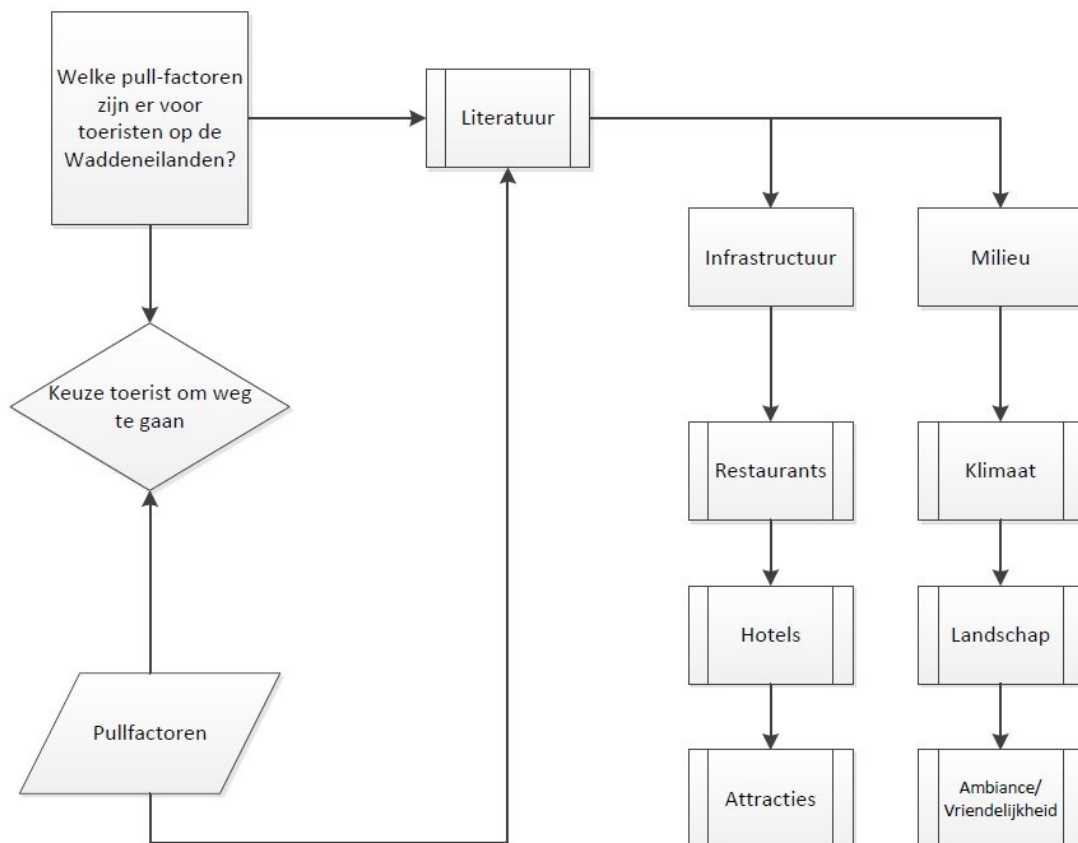 Welke pull-factoren
zijn er voor
toeristen op de
Waddeneilanden?
Literatuur
Infrastructuur
Milieu
Keuze toerist om weg
te gaan
Restaurants
Klimaat
Hotels
Landschap
Pullfactoren
Attracties
Ambiance/
Vriendelijkheid